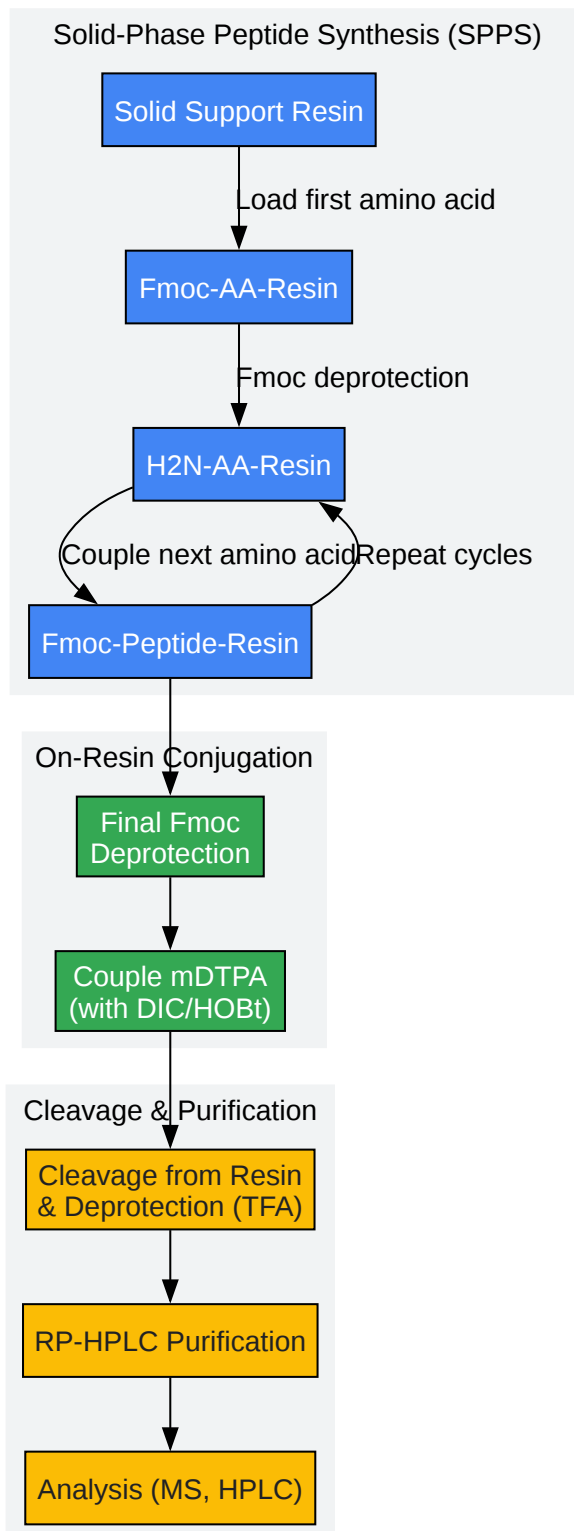 Solid-Phase Peptide Synthesis (SPPS)
Solid Support Resin
Load first amino acid
Fmoc-AA-Resin
Fmoc deprotection
H2N-AA-Resin
Couple next amino acid
Repeat cycles
Fmoc-Peptide-Resin
On-Resin Conjugation
Final Fmoc
Deprotection
Couple mDTPA
(with DIC/HOBt)
Cleavage & Purification
Cleavage from Resin
& Deprotection (TFA)
RP-HPLC Purification
Analysis (MS, HPLC)